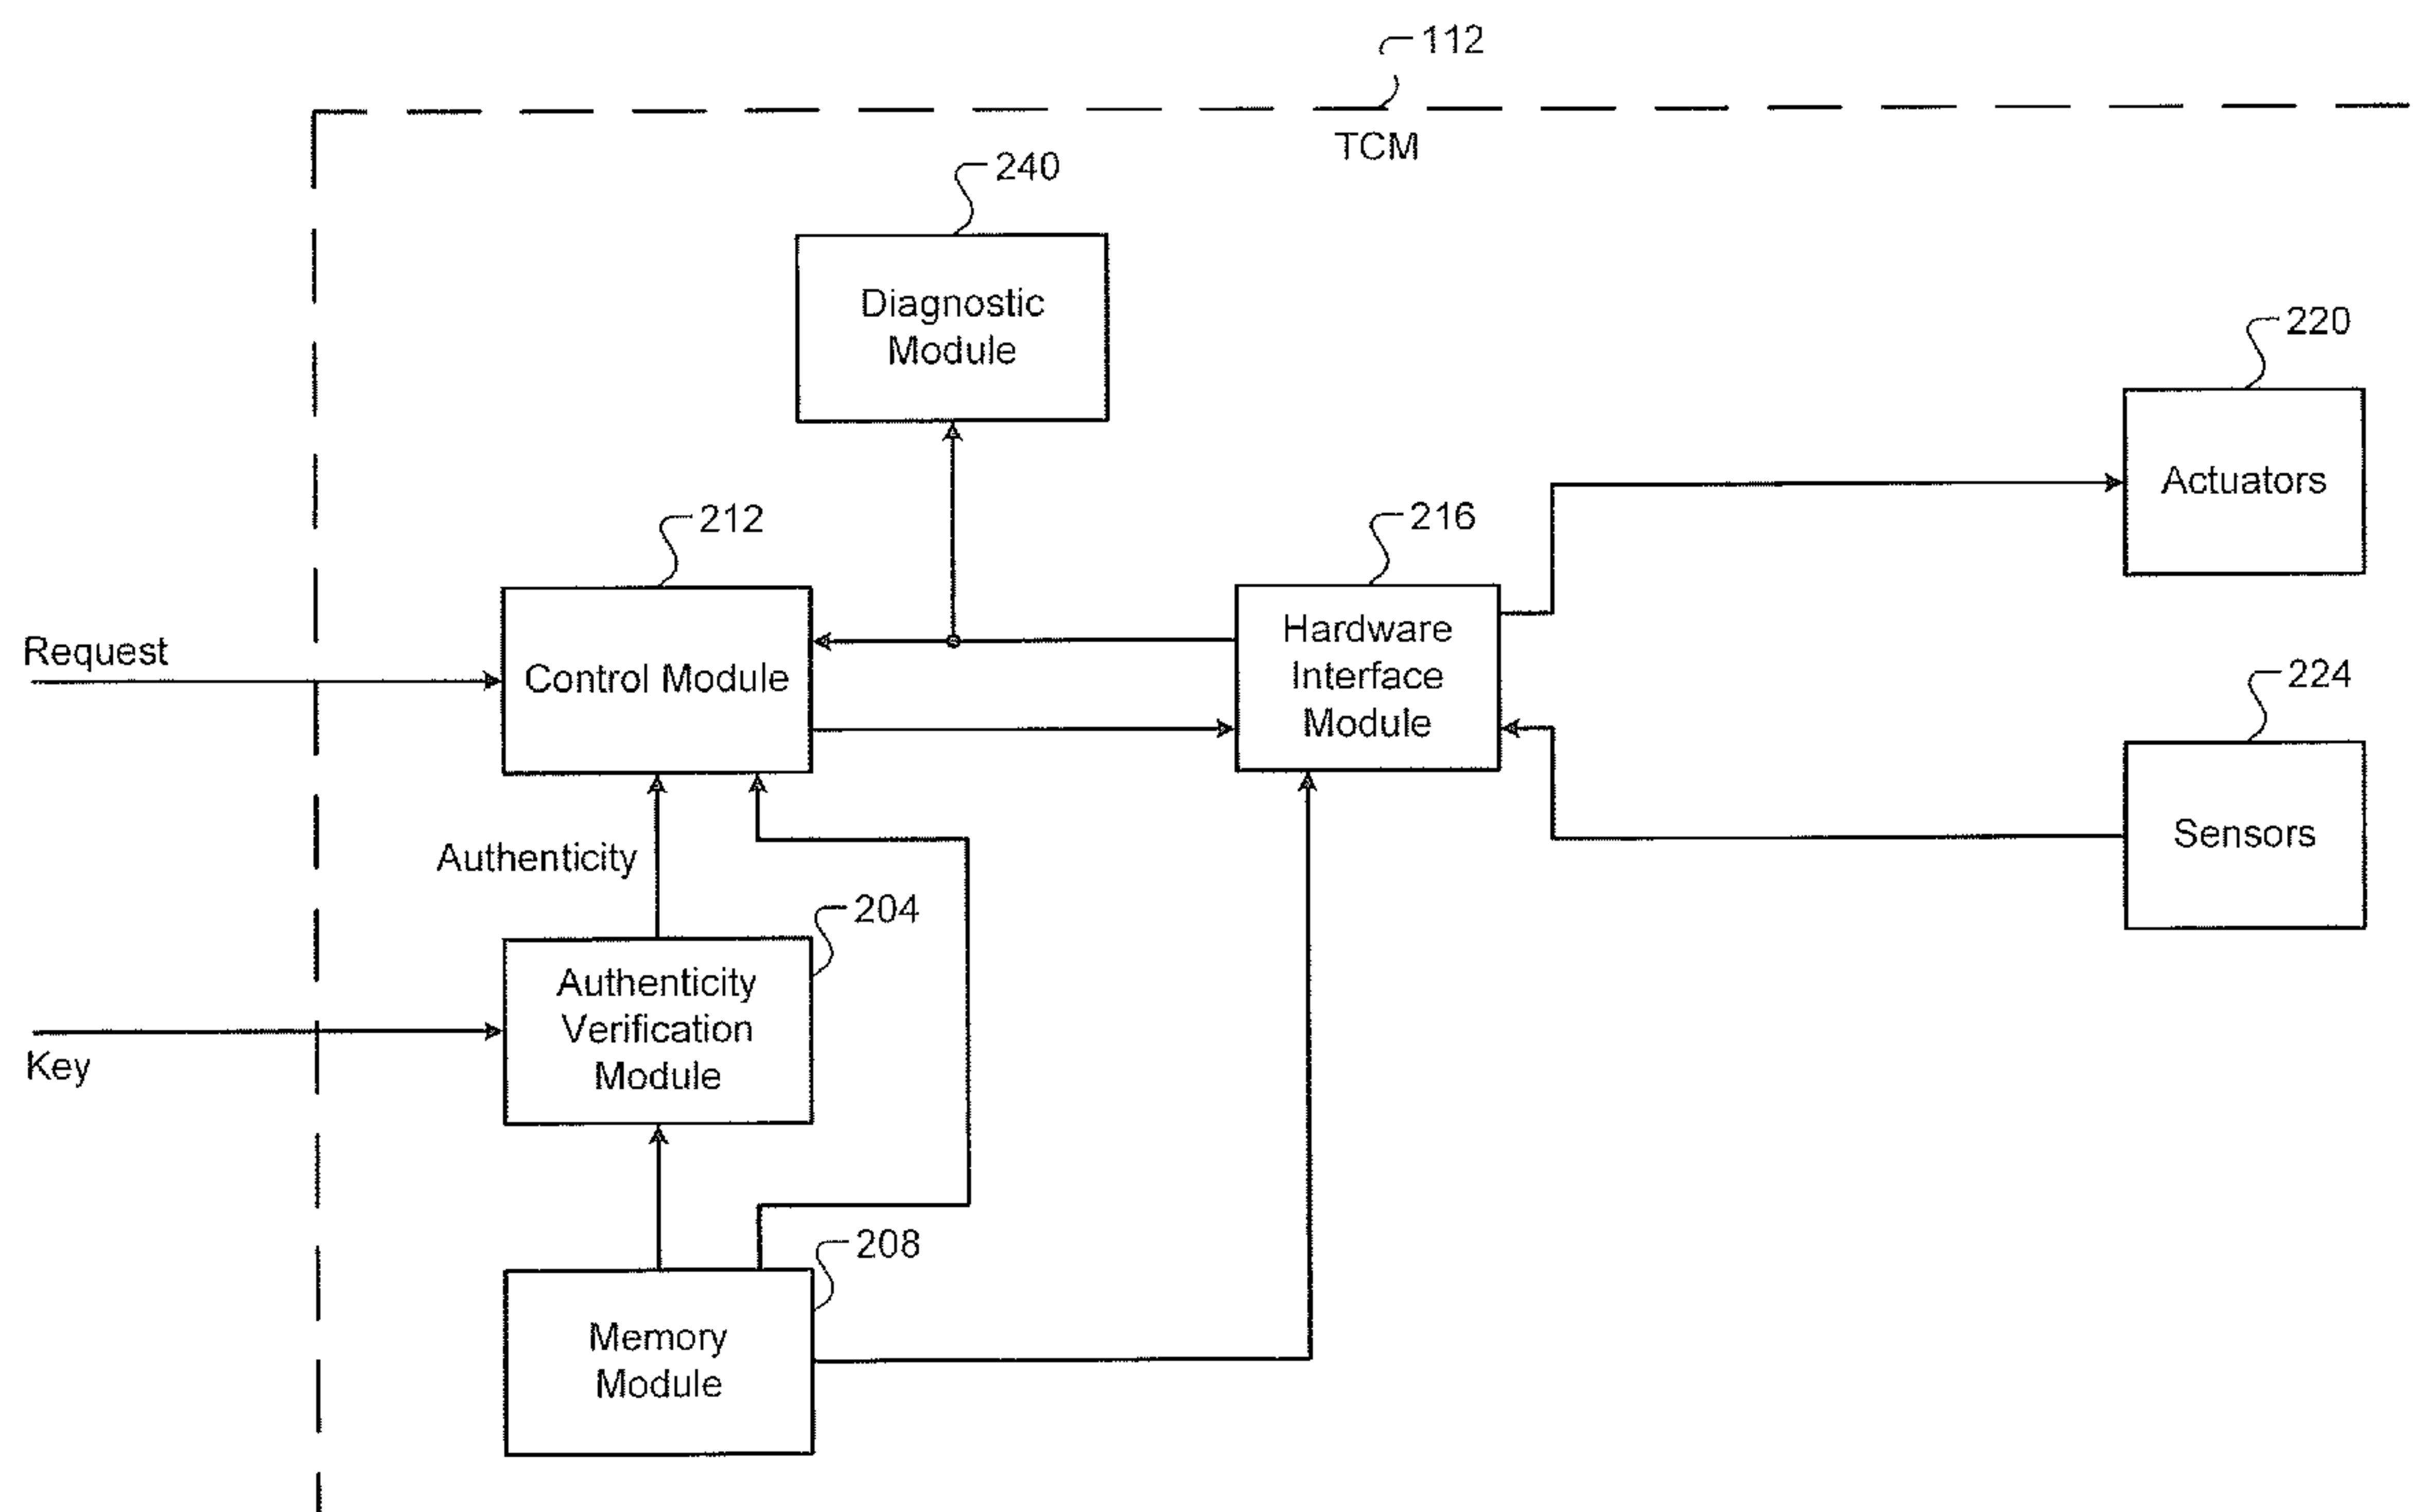 112
TCM
240
Diagnostic
Module
220
Actuators
212
216
Request
Control Module
Hardware
Interface
Module
224
Sensors
Authenticity
204
Authenticity
Verification
Module
Key
208
Memory
Module